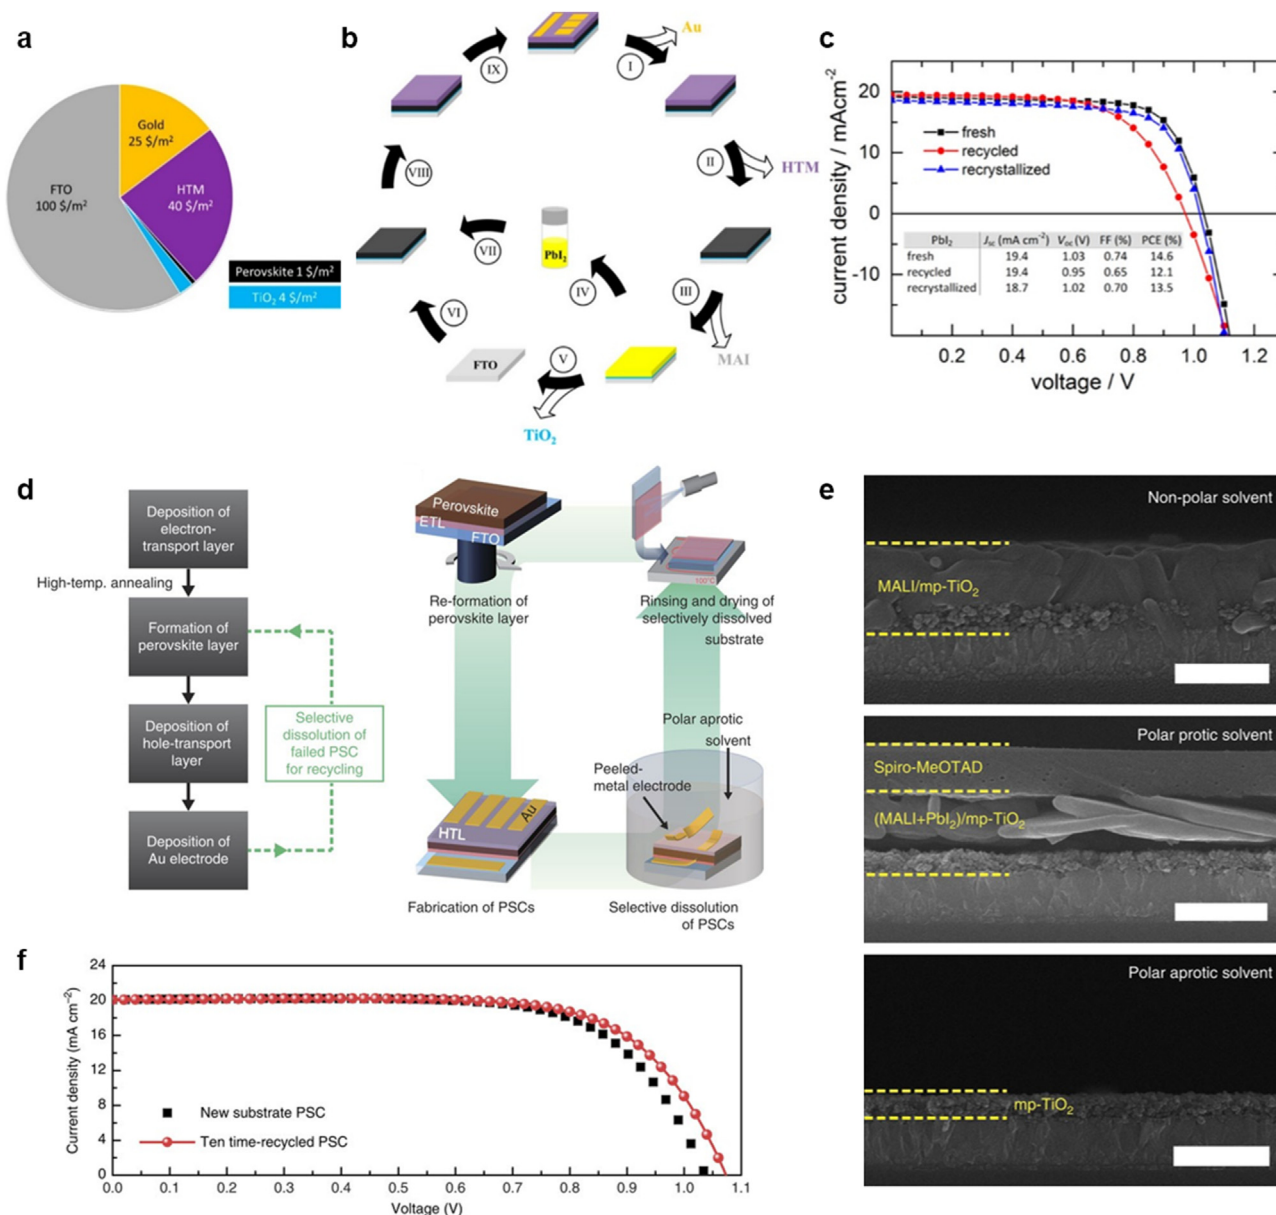 a
Gold
25 $/m²
FTO
100 $/m²
HTM
40 $/m²
Perovskite 1 $/m²
TiO₂ 4 $/m²
b
Au
IX
I
II
HTM
VIII
PbI₂
VII
IV
III
VI
V
FTO
MAI
TiO₂
c
current density / mAcm⁻²
20
10
0
-10
fresh
recycled
recrystallized
PbI₂ Jsc (mA cm⁻²) Voc (V) FF (%) PCE (%)
fresh 19.4 1.03 0.74 14.6
recycled 19.4 0.95 0.65 12.1
recrystallized 18.7 1.02 0.70 13.5
0.2 0.4 0.6 0.8 1.0 1.2
voltage / V
d
Deposition of
electron-
transport layer
High-temp. annealing
Formation of
perovskite layer
Deposition of
hole-transport
layer
Deposition of
Au electrode
Selective
dissolution of
failed PSC
for recycling
Perovskite
ETL
FTO
Re-formation of
perovskite layer
100°C
Rinsing and drying of
selectively dissolved
substrate
Au
HTL
Fabrication of PSCs
Polar aprotic
solvent
Peeled-
metal electrode
Selective dissolution
of PSCs
e
Non-polar solvent
MALI/mp-TiO₂
Polar protic solvent
Spiro-MeOTAD
(MALI+PbI₂)/mp-TiO₂
Polar aprotic solvent
mp-TiO₂
f
Current density (mA cm⁻²)
24
20
16
12
8
4
0
New substrate PSC
Ten time-recycled PSC
0.0 0.1 0.2 0.3 0.4 0.5 0.6 0.7 0.8 0.9 1.0 1.1
Voltage (V)